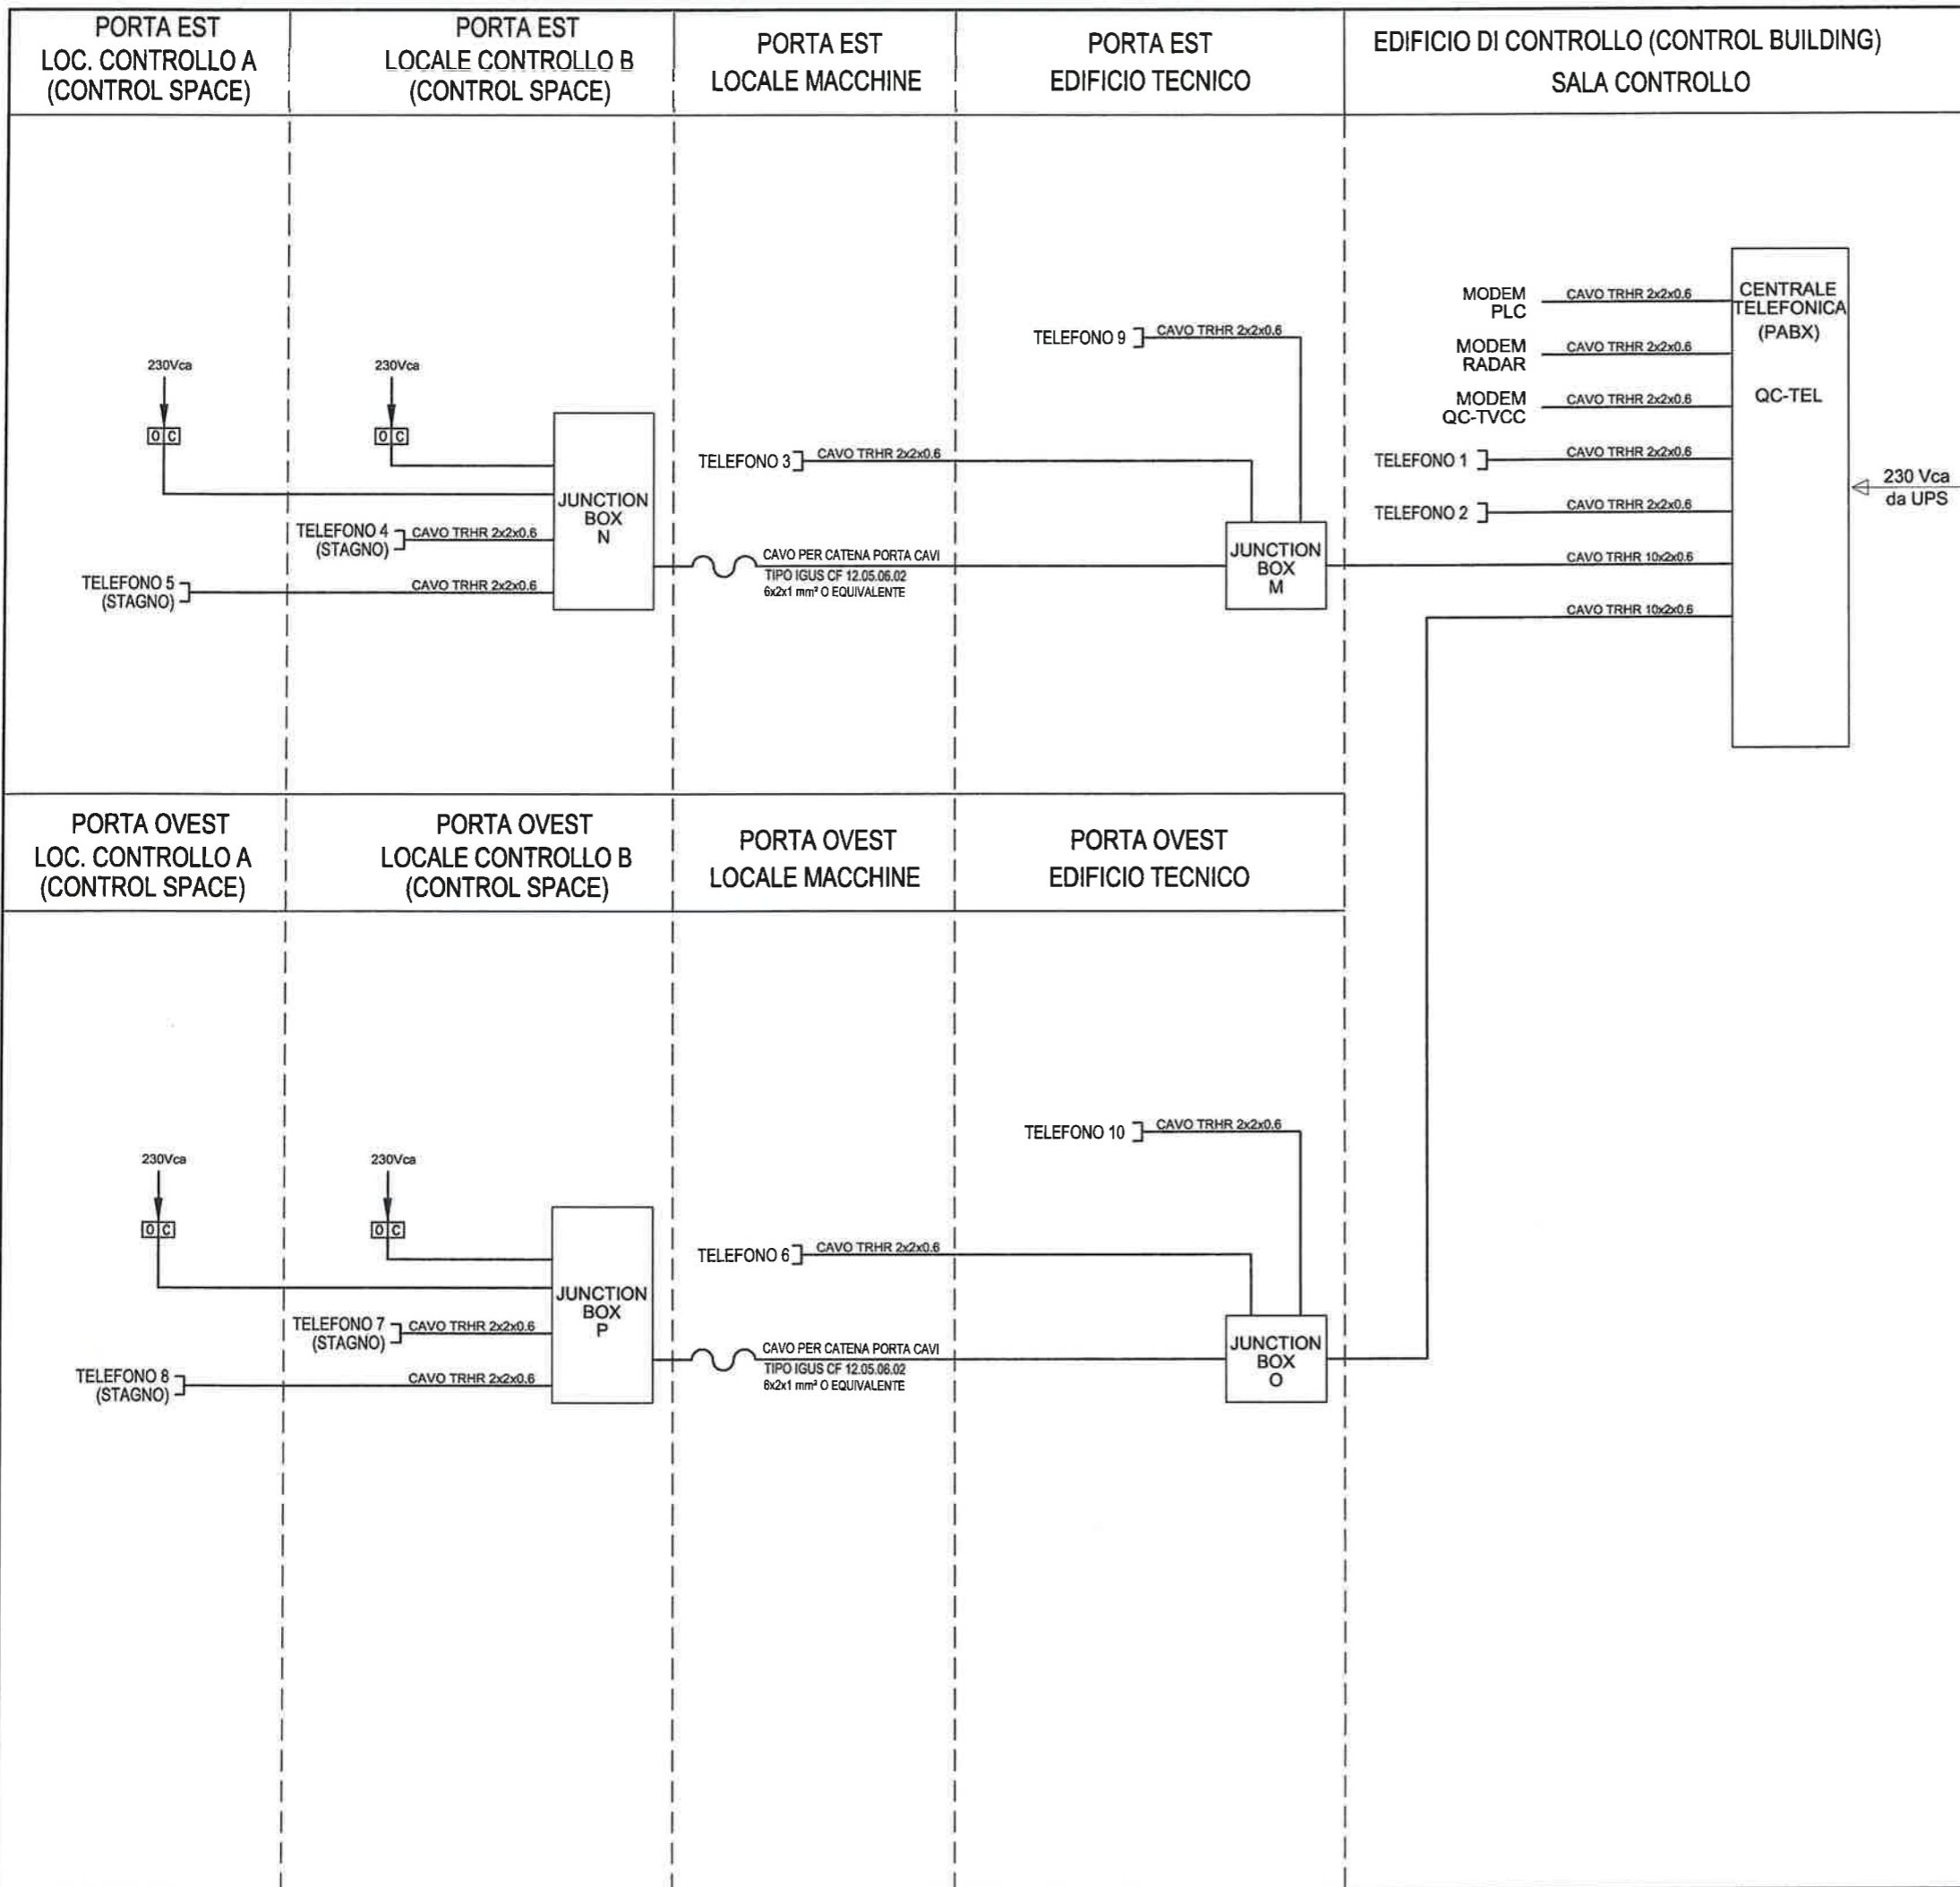 PORTA EST
LOC. CONTROLLO A
(CONTROL SPACE)
PORTA EST
LOCALE CONTROLLO B
(CONTROL SPACE)
PORTA EST
LOCALE MACCHINE
PORTA EST
EDIFICIO TECNICO
EDIFICIO DI CONTROLLO (CONTROL BUILDING)
SALA CONTROLLO
230Vca
O C
230Vca
O C
TELEFONO 4
(STAGNO)
CAVO TRHR 2x2x0.6
TELEFONO 5
(STAGNO)
CAVO TRHR 2x2x0.6
JUNCTION
BOX
N
TELEFONO 3
CAVO TRHR 2x2x0.6
CAVO PER CATENA PORTA CAVI
TIPO IGUS CF 12.05.06.02
6x2x1 mm² O EQUIVALENTE
TELEFONO 9
CAVO TRHR 2x2x0.6
JUNCTION
BOX
M
MODEM
PLC
CAVO TRHR 2x2x0.6
MODEM
RADAR
CAVO TRHR 2x2x0.6
MODEM
QC-TVCC
CAVO TRHR 2x2x0.6
TELEFONO 1
CAVO TRHR 2x2x0.6
TELEFONO 2
CAVO TRHR 2x2x0.6
CAVO TRHR 10x2x0.6
CAVO TRHR 10x2x0.6
CENTRALE
TELEFONICA
(PABX)
QC-TEL
230 Vca
da UPS
PORTA OVEST
LOC. CONTROLLO A
(CONTROL SPACE)
PORTA OVEST
LOCALE CONTROLLO B
(CONTROL SPACE)
PORTA OVEST
LOCALE MACCHINE
PORTA OVEST
EDIFICIO TECNICO
230Vca
O C
230Vca
O C
TELEFONO 7
(STAGNO)
CAVO TRHR 2x2x0.6
TELEFONO 8
(STAGNO)
CAVO TRHR 2x2x0.6
JUNCTION
BOX
P
TELEFONO 6
CAVO TRHR 2x2x0.6
CAVO PER CATENA PORTA CAVI
TIPO IGUS CF 12.05.06.02
6x2x1 mm² O EQUIVALENTE
TELEFONO 10
CAVO TRHR 2x2x0.6
JUNCTION
BOX
O